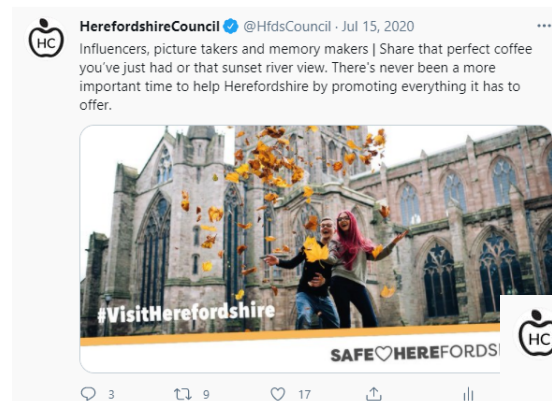 HC
HerefordshireCouncil @HfdsCouncil · Jul 15, 2020
Influencers, picture takers and memory makers | Share that perfect coffee
you've just had or that sunset river view. There's never been a more
important time to help Herefordshire by promoting everything it has to
offer.
#VisitHerefordshire
SAFE♡HEREFORDS
3 9 17
HC